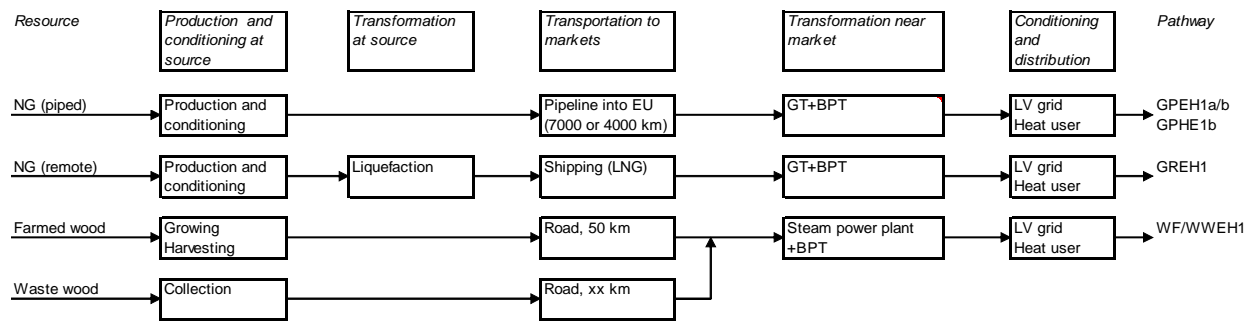 Resource
Production and
conditioning at
source
Transformation
at source
Transportation to
markets
Transformation near
market
Conditioning
and
distribution
Pathway
NG (piped)
Production and
conditioning
Pipeline into EU
(7000 or 4000 km)
GT+BPT
LV grid
Heat user
GPEH1a/b
GPHE1b
NG (remote)
Production and
conditioning
Liquefaction
Shipping (LNG)
GT+BPT
LV grid
Heat user
GREH1
Farmed wood
Growing
Harvesting
Road, 50 km
Steam power plant
+BPT
LV grid
Heat user
WF/WWEH1
Waste wood
Collection
Road, xx km